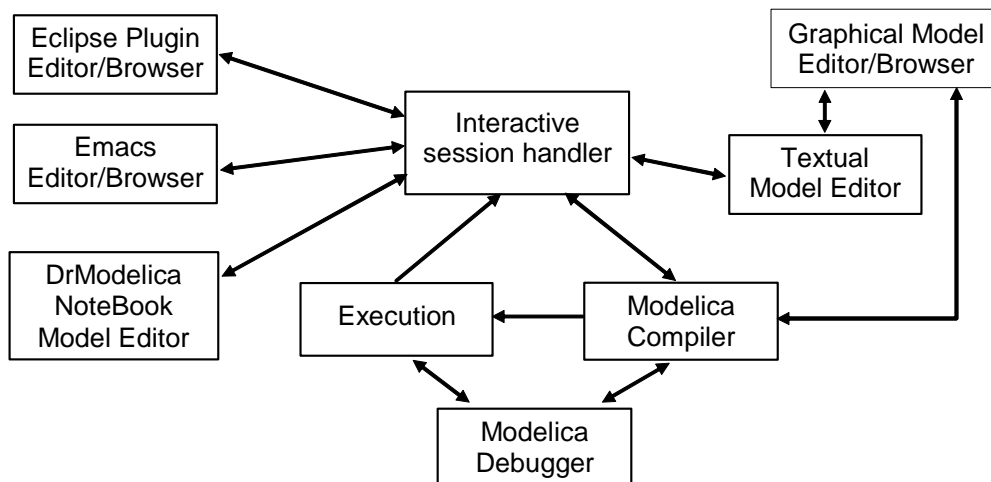 Eclipse Plugin
Editor/Browser
Graphical Model
Editor/Browser
Interactive
session handler
Emacs
Editor/Browser
Textual
Model Editor
DrModelica
NoteBook
Model Editor
Execution
Modelica
Compiler
Modelica
Debugger